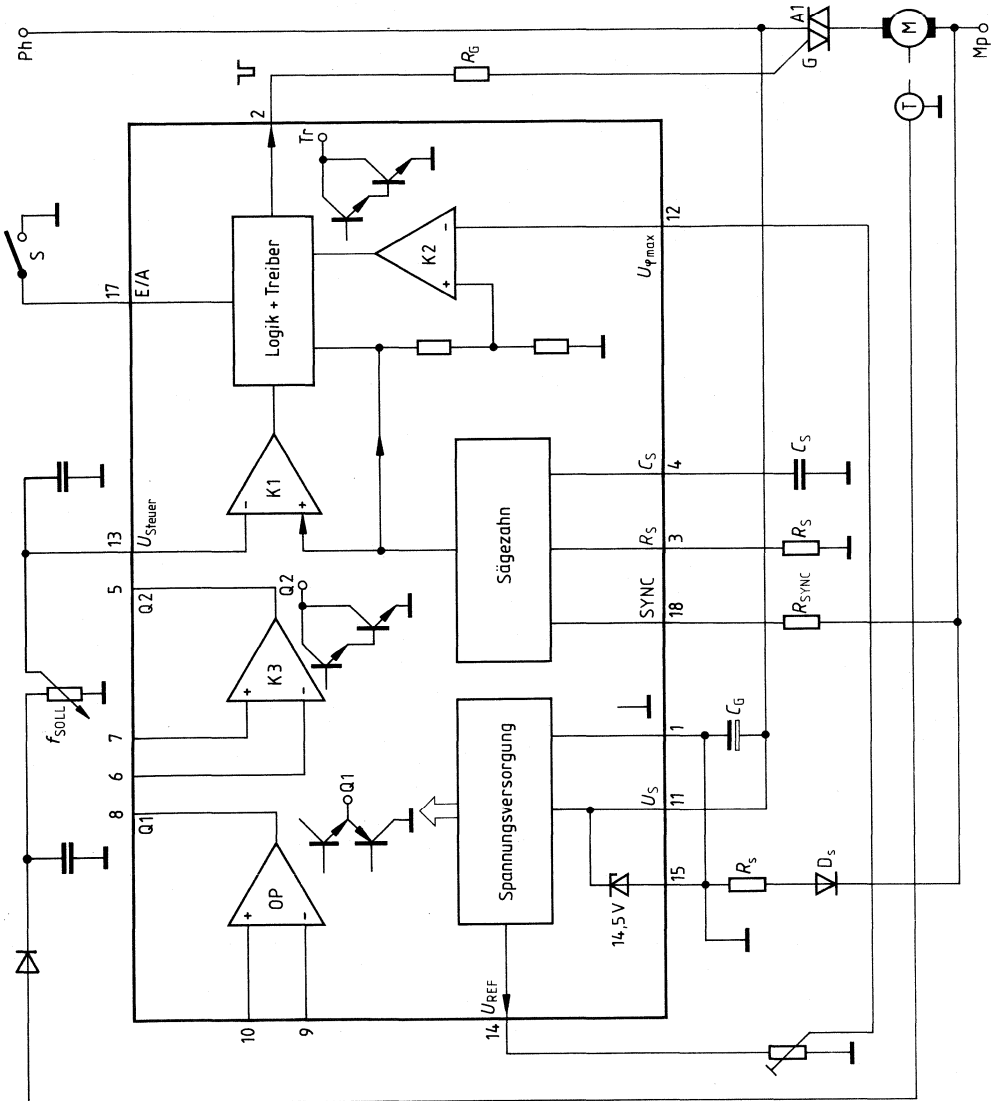 Ph
A1
G
M
Mp
R_G
T
2
Tr
S
17
E/A
Logik + Treiber
K2
-
+
12
U_φmax
13
U_Steuer
K1
-
+
5
Q2
K3
+
-
Q2
Sägezahn
C_S
4
C_S
R_S
3
R_S
SYNC
18
R_SYNC
f_SOLL
7
6
8
Q1
OP
+
-
Q1
Spannungsversorgung
1
C_G
U_S
11
14,5 V
15
R_s
D_s
10
9
14
U_REF